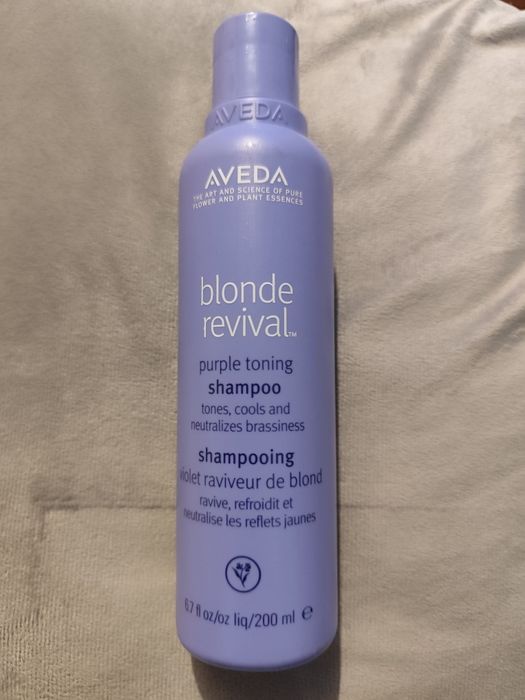 AVEDA
AVEDA
THE ART AND SCIENCE OF PURE
FLOWER AND PLANT ESSENCES
blonde
revival™
purple toning
shampoo
tones, cools and
neutralizes brassiness
shampooing
violet raviveur de blond
ravive, refroidit et
neutralise les reflets jaunes
6.7 fl oz/oz liq/200 ml ℮